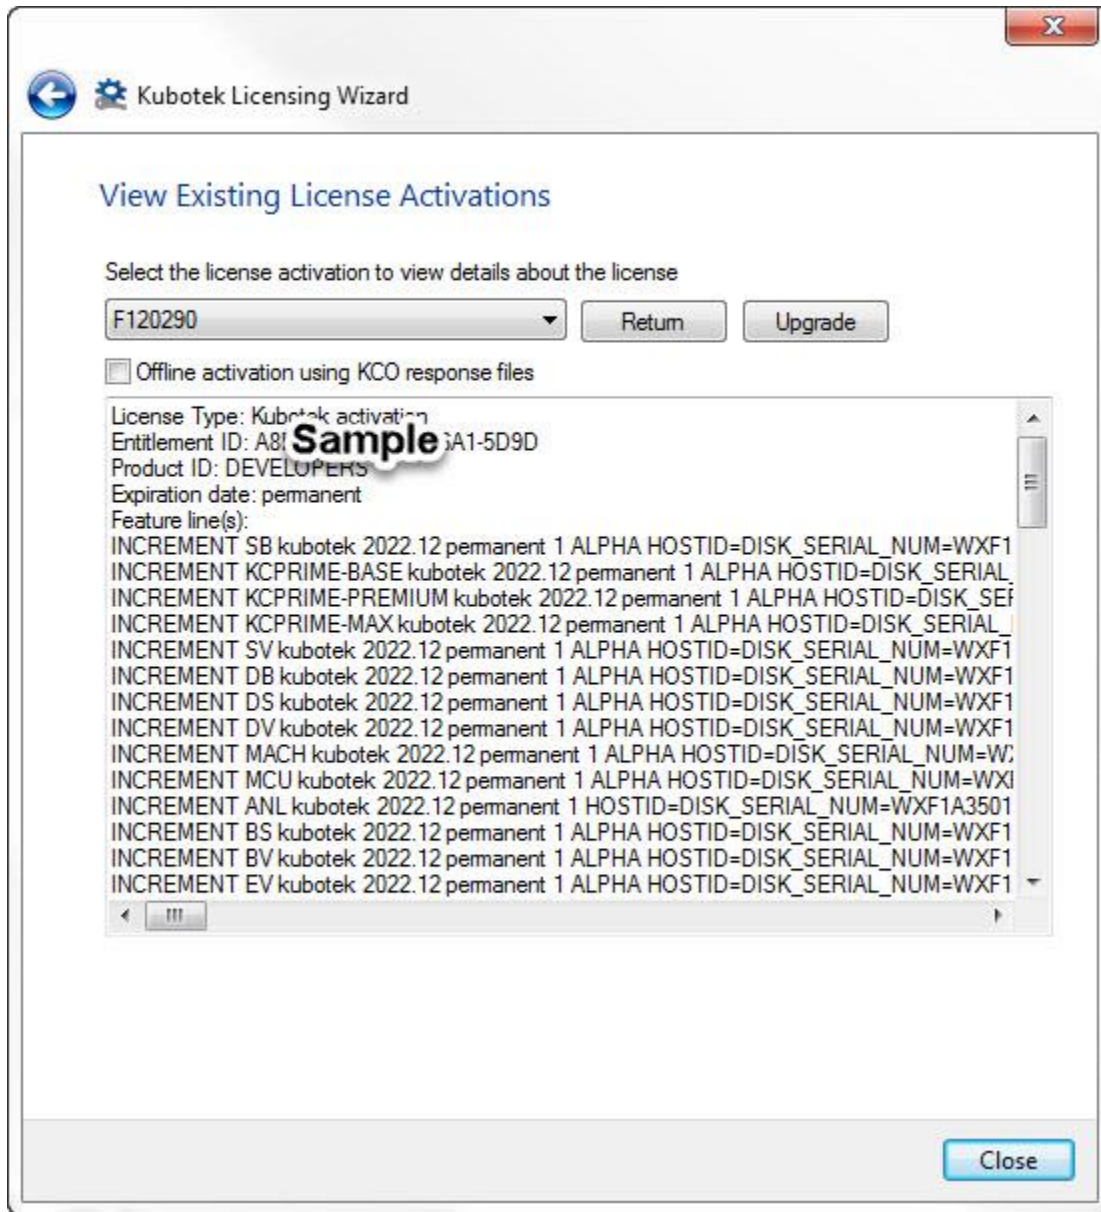 Kubotek Licensing Wizard
View Existing License Activations
Select the license activation to view details about the license
F120290
Return
Upgrade
Offline activation using KCO response files
License Type: Kubotek activation
Sample
Entitlement ID: A8 A1-5D9D
Product ID: DEVELOPERS
Expiration date: permanent
Feature line(s):
INCREMENT SB kubotek 2022.12 permanent 1 ALPHA HOSTID=DISK_SERIAL_NUM=WXF1
INCREMENT KCPRIME-BASE kubotek 2022.12 permanent 1 ALPHA HOSTID=DISK_SERIAL_
INCREMENT KCPRIME-PREMIUM kubotek 2022.12 permanent 1 ALPHA HOSTID=DISK_SE
INCREMENT KCPRIME-MAX kubotek 2022.12 permanent 1 ALPHA HOSTID=DISK_SERIAL_
INCREMENT SV kubotek 2022.12 permanent 1 ALPHA HOSTID=DISK_SERIAL_NUM=WXF1
INCREMENT DB kubotek 2022.12 permanent 1 ALPHA HOSTID=DISK_SERIAL_NUM=WXF1
INCREMENT DS kubotek 2022.12 permanent 1 ALPHA HOSTID=DISK_SERIAL_NUM=WXF1
INCREMENT DV kubotek 2022.12 permanent 1 ALPHA HOSTID=DISK_SERIAL_NUM=WXF1
INCREMENT MACH kubotek 2022.12 permanent 1 ALPHA HOSTID=DISK_SERIAL_NUM=W
INCREMENT MCU kubotek 2022.12 permanent 1 ALPHA HOSTID=DISK_SERIAL_NUM=WX
INCREMENT ANL kubotek 2022.12 permanent 1 HOSTID=DISK_SERIAL_NUM=WXF1A3501
INCREMENT BS kubotek 2022.12 permanent 1 ALPHA HOSTID=DISK_SERIAL_NUM=WXF1
INCREMENT BV kubotek 2022.12 permanent 1 ALPHA HOSTID=DISK_SERIAL_NUM=WXF1
INCREMENT EV kubotek 2022.12 permanent 1 ALPHA HOSTID=DISK_SERIAL_NUM=WXF1
Close